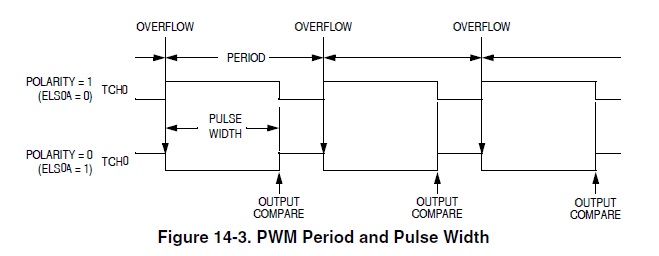 OVERFLOW OVERFLOW OVERFLOW
PERIOD
POLARITY = 1 TCH0
(ELS0A = 0)
PULSE
WIDTH
POLARITY = 0 TCH0
(ELS0A = 1)
OUTPUT OUTPUT OUTPUT
COMPARE COMPARE COMPARE
Figure 14-3. PWM Period and Pulse Width